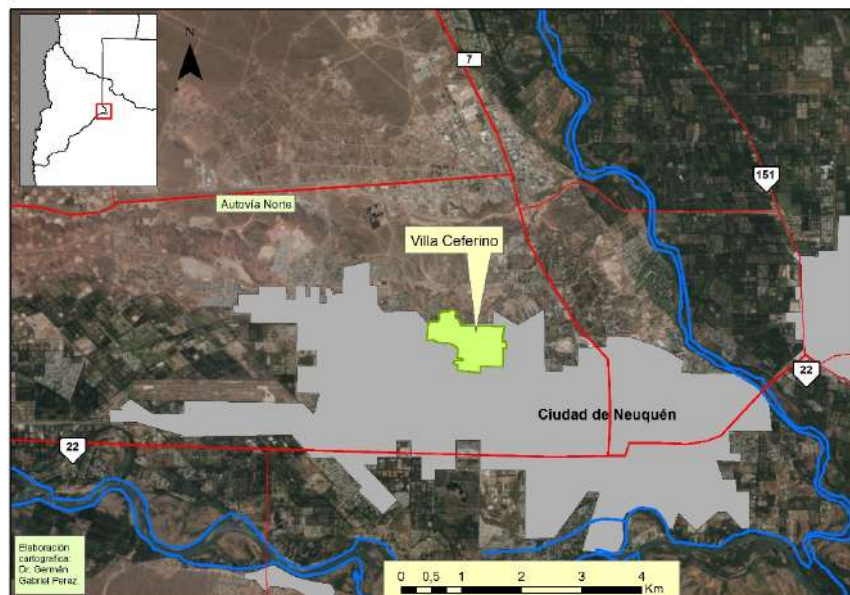 N
7
151
Autovía Norte
Villa Ceferino
22
Ciudad de Neuquén
22
Elaboración
cartografica:
Dr. Germán
Gabriel Perez
0 0,5 1 2 3 4
Km